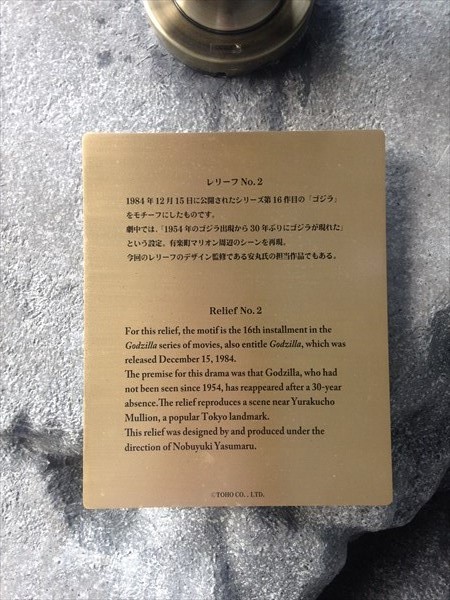 レリーフ No. 2
1984年12月15日に公開されたシリーズ第16作目の「ゴジラ」
をモチーフにしたものです。
劇中では、「1954年のゴジラ出現から30年ぶりにゴジラが現れた」
という設定。有楽町マリオン周辺のシーンを再現。
今回のレリーフのデザイン監修である安丸氏の担当作品でもある。
Relief No. 2
For this relief, the motif is the 16th installment in the
Godzilla series of movies, also entitle Godzilla, which was
released December 15, 1984.
The premise for this drama was that Godzilla, who had
not been seen since 1954, has reappeared after a 30-year
absence.The relief reproduces a scene near Yurakucho
Mullion, a popular Tokyo landmark.
This relief was designed by and produced under the
direction of Nobuyuki Yasumaru.
©TOHO CO. , LTD.